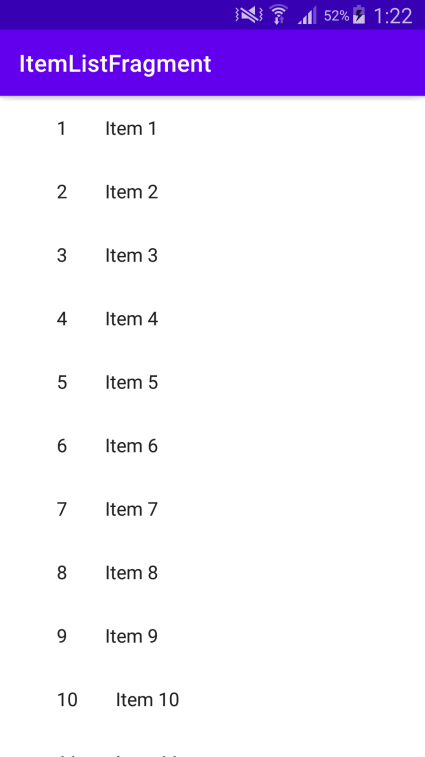 52% 1:22
ItemListFragment
1 Item 1
2 Item 2
3 Item 3
4 Item 4
5 Item 5
6 Item 6
7 Item 7
8 Item 8
9 Item 9
10 Item 10